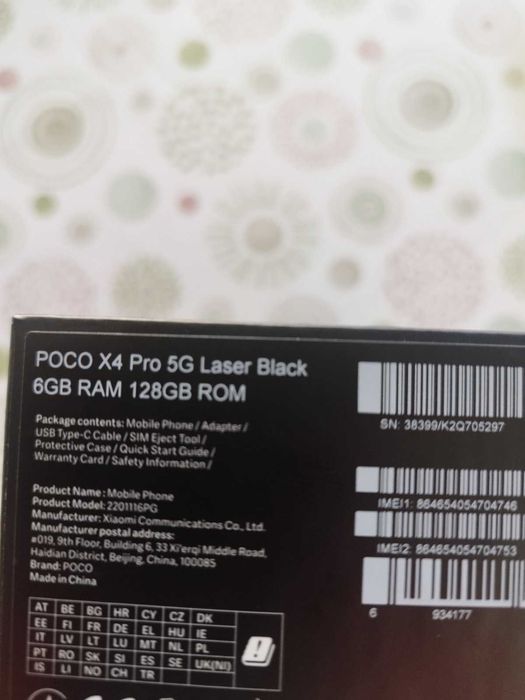 POCO X4 Pro 5G Laser Black
6GB RAM 128GB ROM
Package contents: Mobile Phone / Adapter /
USB Type-C Cable / SIM Eject Tool /
Protective Case / Quick Start Guide /
Warranty Card / Safety Information /
Product Name: Mobile Phone
Product Model: 2201116PG
Manufacturer: Xiaomi Communications Co., Ltd.
Manufacturer postal address:
#019, 9th Floor, Building 6, 33 Xi'erqi Middle Road,
Haidian District, Beijing, China, 100085
Brand: POCO
Made in China
AT BE BG HR CY CZ DK
EE FI FR DE EL HU IE
IT LV LT LU MT NL PL
PT RO SK SI ES SE UK(NI)
IS LI NO CH TR
SN: 38399/K2Q705297
IMEI1: 864654054704746
IMEI2: 864654054704753
6 934177